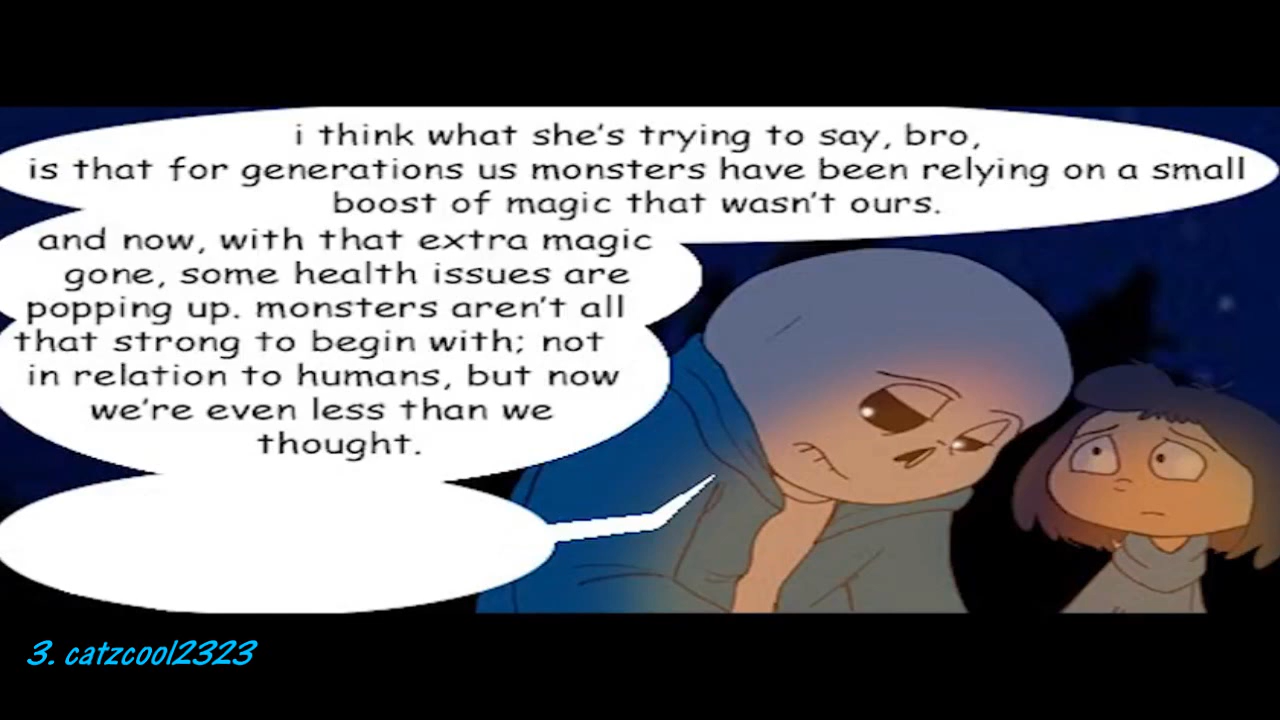 i think what she's trying to say, bro,
is that for generations us monsters have been relying on a small
boost of magic that wasn't ours.
and now, with that extra magic
gone, some health issues are
popping up. monsters aren't all
that strong to begin with; not
in relation to humans, but now
we're even less than we
thought.
3. catzcool2323